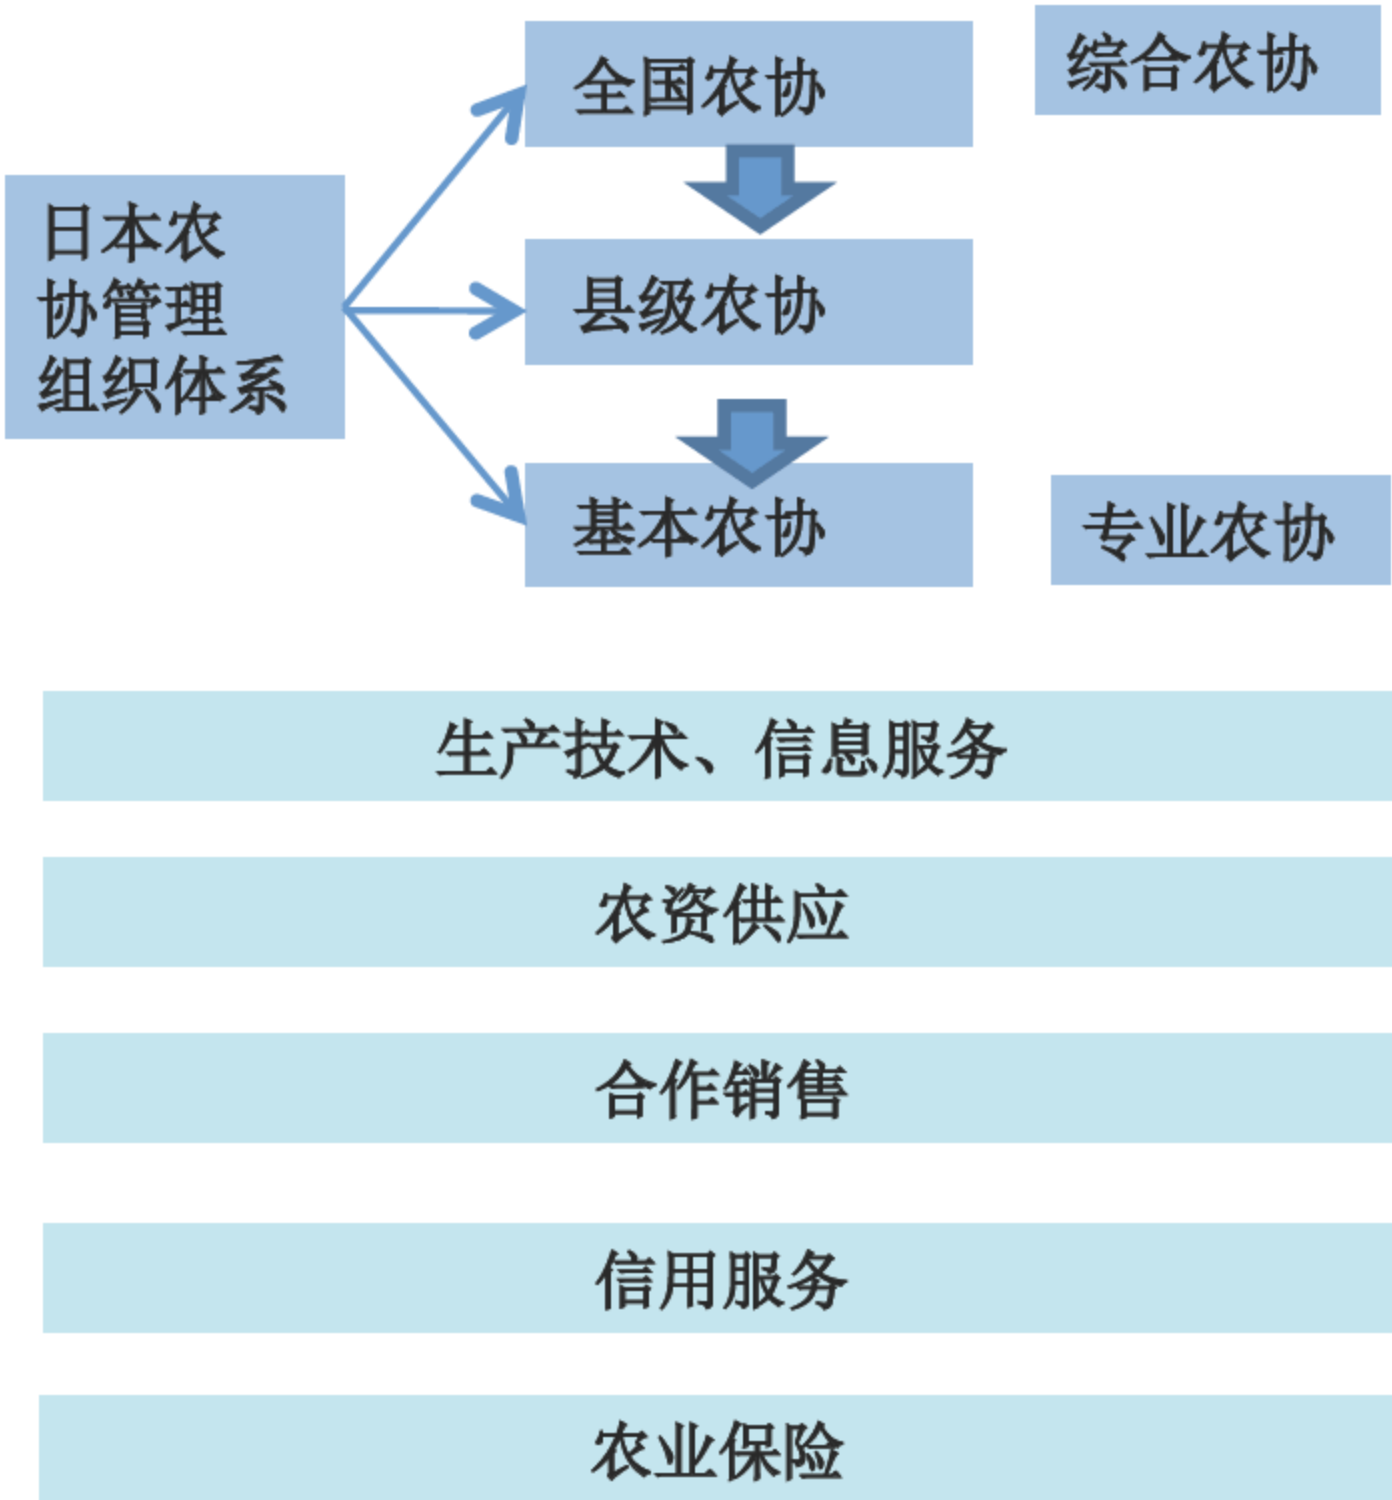 全国农协
综合农协
日本农
协管理
组织体系
县级农协
基本农协
专业农协
生产技术、信息服务
农资供应
合作销售
信用服务
农业保险